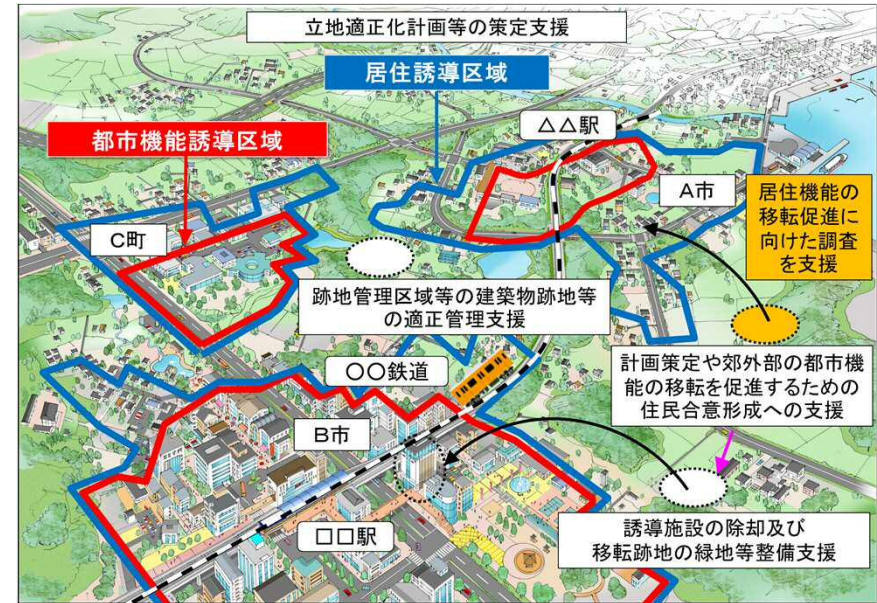 立地適正化計画等の策定支援
居住誘導区域
△△駅
都市機能誘導区域
A市
居住機能の
移転促進に
向けた調査
を支援
C町
跡地管理区域等の建築物跡地等
の適正管理支援
○○鉄道
計画策定や郊外部の都市機
能の移転を促進するための
住民合意形成への支援
B市
□□駅
誘導施設の除却及び
移転跡地の緑地等整備支援